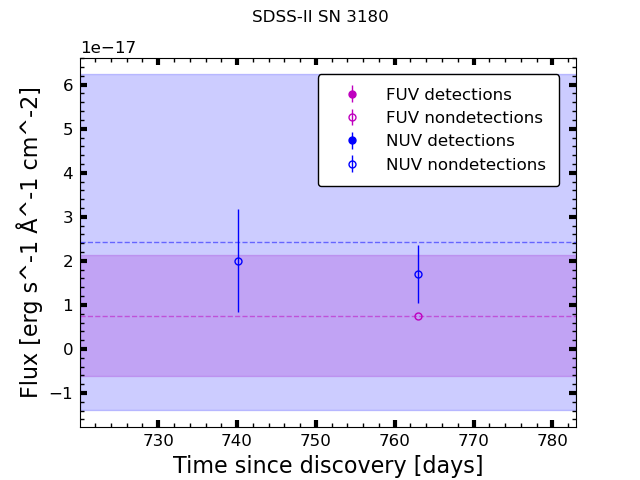 SDSS-II SN 3180
1e−17
FUV detections
FUV nondetections
NUV detections
NUV nondetections
6
5
4
3
2
1
0
−1
Flux [erg s^-1 Å^-1 cm^-2]
730 740 750 760 770 780
Time since discovery [days]